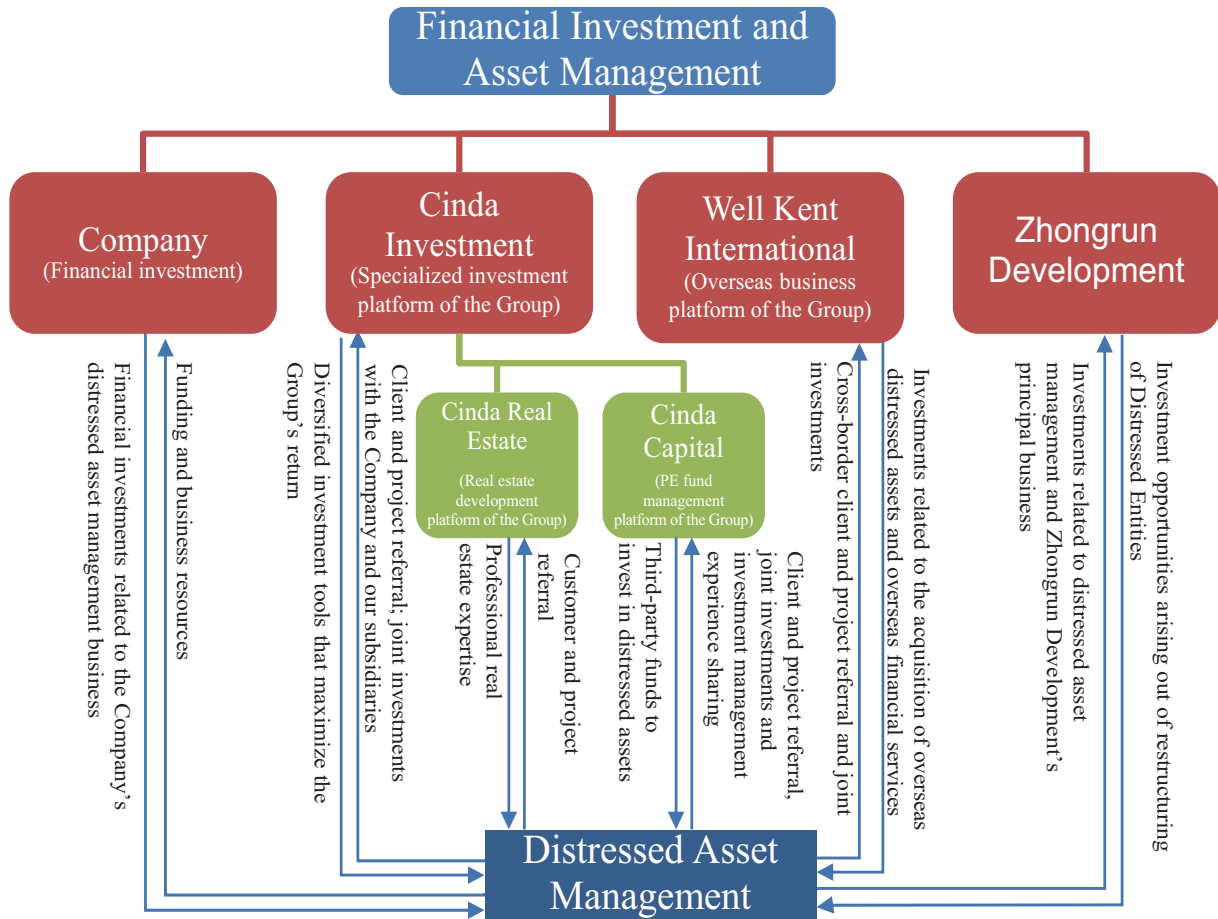 Financial Investment and
Asset Management
Company
(Financial investment)
Cinda
Investment
(Specialized investment
platform of the Group)
Well Kent
International
(Overseas business
platform of the Group)
Zhongrun
Development
Cinda Real
Estate
(Real estate
development
platform of the Group)
Cinda
Capital
(PE fund
management
platform of the Group)
Financial investments related to the Company's
distressed asset management business
Funding and business resources
Diversified investment tools that maximize the
Group's return
Client and project referral; joint investments
with the Company and our subsidiaries
Professional real
estate expertise
Customer and project
referral
Third-party funds to
invest in distressed assets
Client and project referral,
joint investments and
investment management
experience sharing
Cross-border client and project referral and joint
investments
Investments related to the acquisition of overseas
distressed assets and overseas financial services
Investments related to distressed asset
management and Zhongrun Development's
principal business
Investment opportunities arising out of restructuring
of Distressed Entities
Distressed Asset
Management